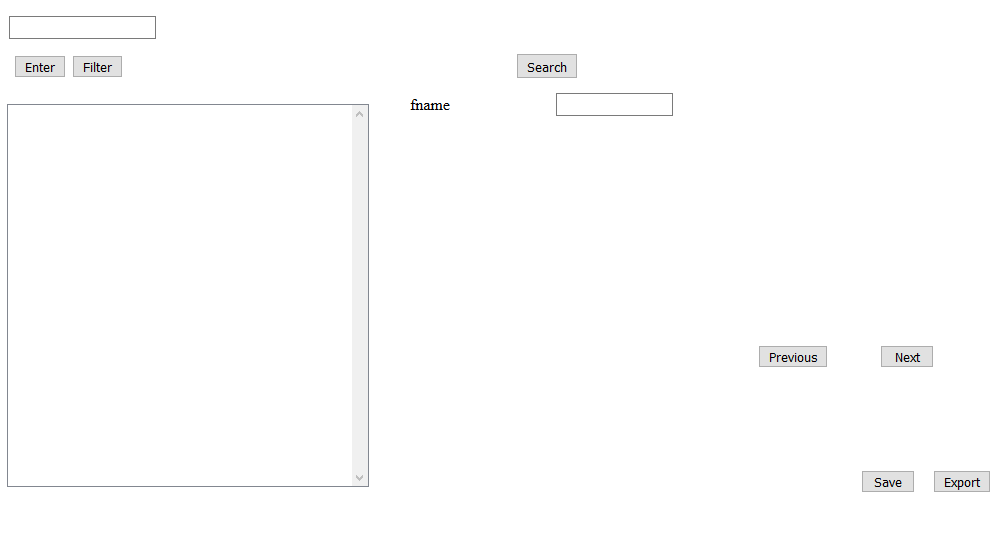 Enter Filter Search
fname
Previous Next
Save Export